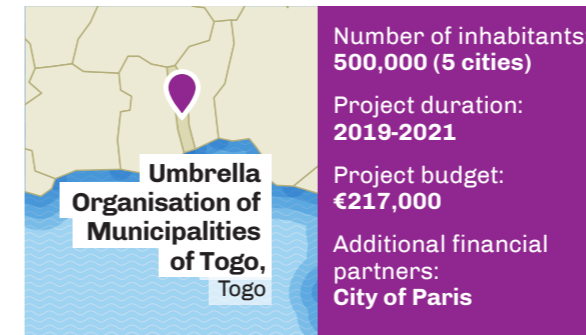 Umbrella
Organisation of
Municipalities
of Togo,
Togo
Number of inhabitants
500,000 (5 cities)
Project duration:
2019-2021
Project budget:
€217,000
Additional financial
partners:
City of Paris